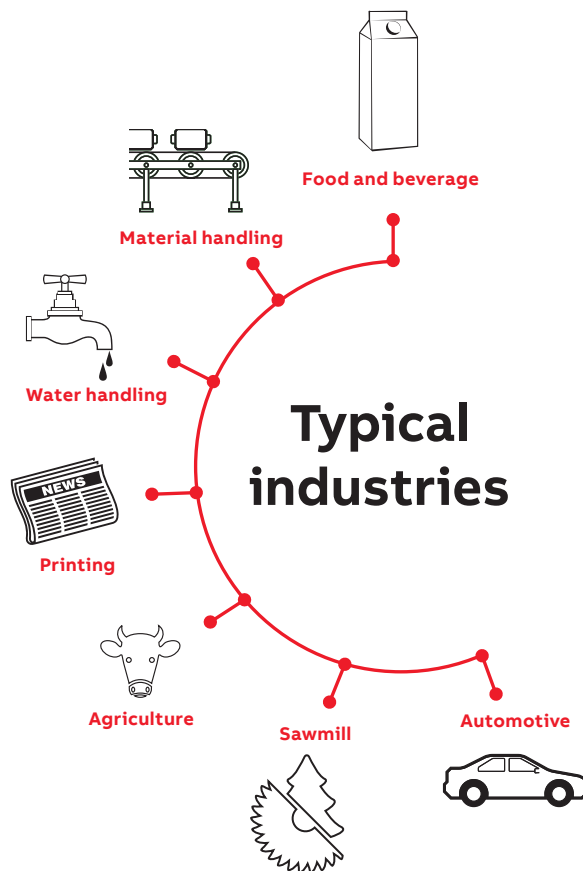 Food and beverage
Material handling
Water handling
Typical
industries
NEWS
Printing
Agriculture
Sawmill
Automotive